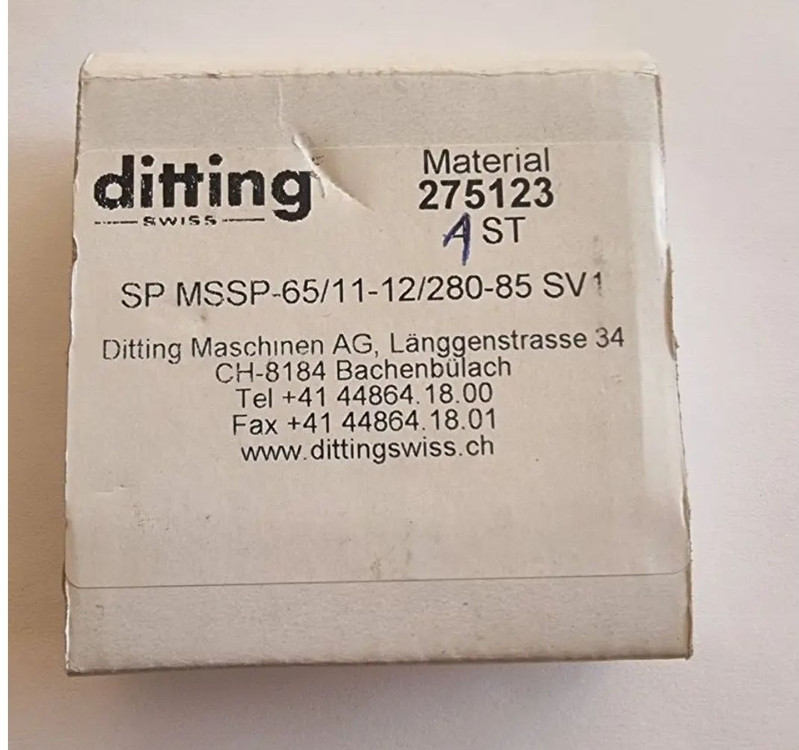 ditting
SWISS
Material
275123
1 ST
SP MSSP-65/11-12/280-85 SV1
Ditting Maschinen AG, Länggenstrasse 34
CH-8184 Bachenbülach
Tel +41 44864.18.00
Fax +41 44864.18.01
www.dittingswiss.ch